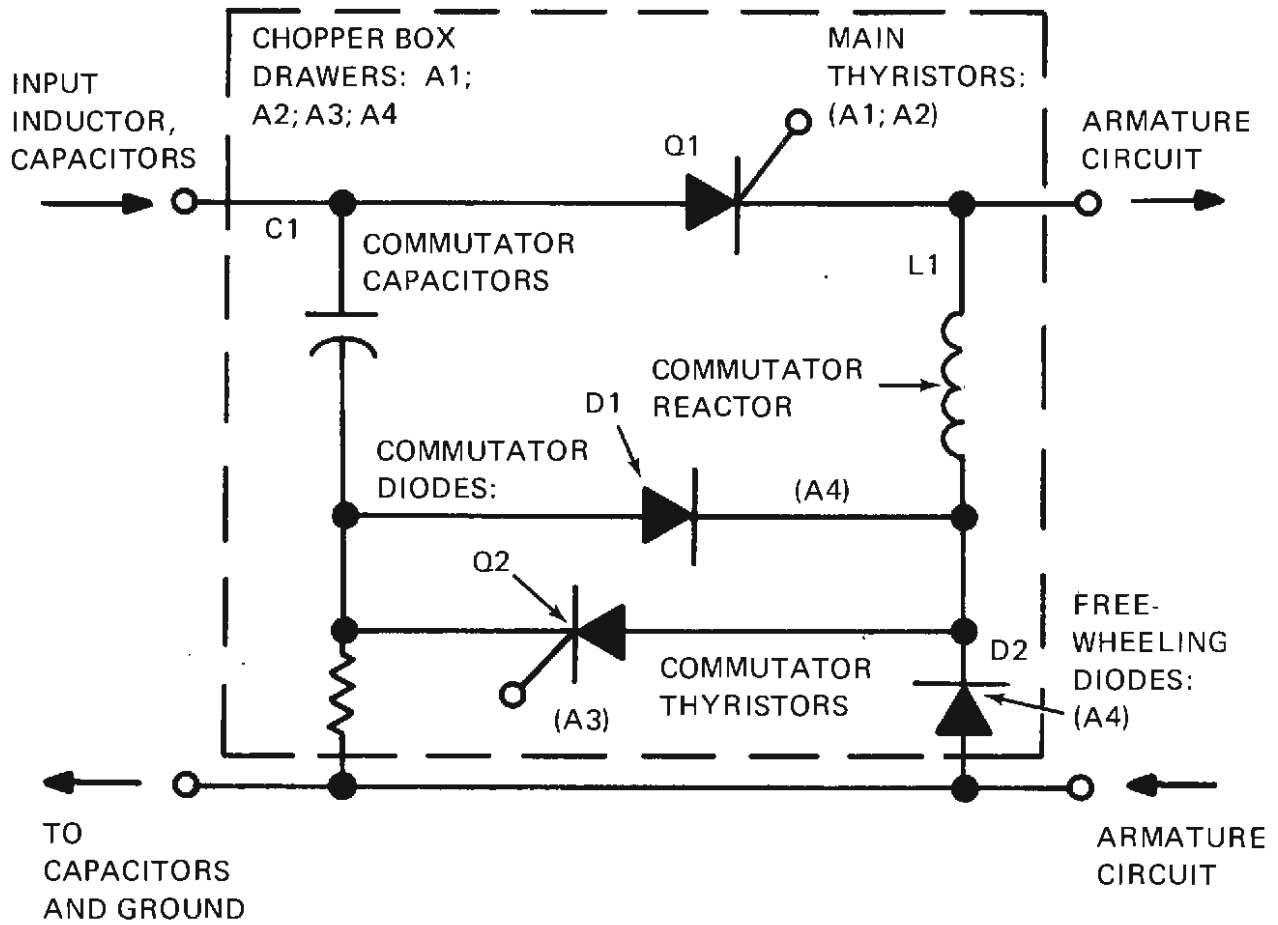 CHOPPER BOX
DRAWERS: A1;
A2; A3; A4
MAIN
THYRISTORS:
(A1; A2)
INPUT
INDUCTOR,
CAPACITORS
Q1
ARMATURE
CIRCUIT
C1
COMMUTATOR
CAPACITORS
L1
COMMUTATOR
REACTOR
D1
COMMUTATOR
DIODES:
(A4)
Q2
FREE-
WHEELING
DIODES:
(A4)
D2
COMMUTATOR
THYRISTORS
(A3)
TO
CAPACITORS
AND GROUND
ARMATURE
CIRCUIT